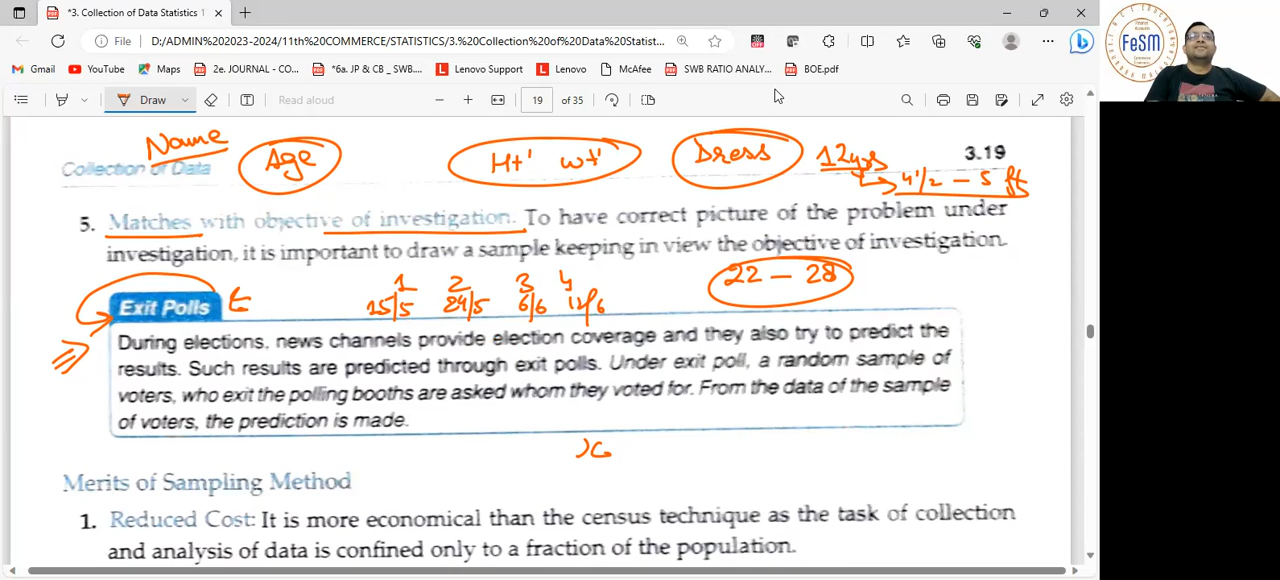 *3. Collection of Data Statistics 1
File
D:/ADMIN%202023-2024/11th%20COMMERCE/STATISTICS/3.%20Collection%20of%20Data%20Statist...
Gmail YouTube Maps 2e. JOURNAL - CO... *6a. JP & CB _SWB... Lenovo Support Lenovo McAfee SWB RATIO ANALY... BOE.pdf
Draw Read aloud 19 of 35
FeSM
Name Age Ht' wt' Dress 12yrs
Collection of Data 3.19
4 1/2 - 5 ft
5. Matches with objective of investigation. To have correct picture of the problem under
investigation, it is important to draw a sample keeping in view the objective of investigation.
22 - 28
1 2 3 4
15/5 24/5 6/6 12/6
Exit Polls
During elections, news channels provide election coverage and they also try to predict the
results. Such results are predicted through exit polls. Under exit poll, a random sample of
voters, who exit the polling booths are asked whom they voted for. From the data of the sample
of voters, the prediction is made.
Merits of Sampling Method
1. Reduced Cost: It is more economical than the census technique as the task of collection
and analysis of data is confined only to a fraction of the population.